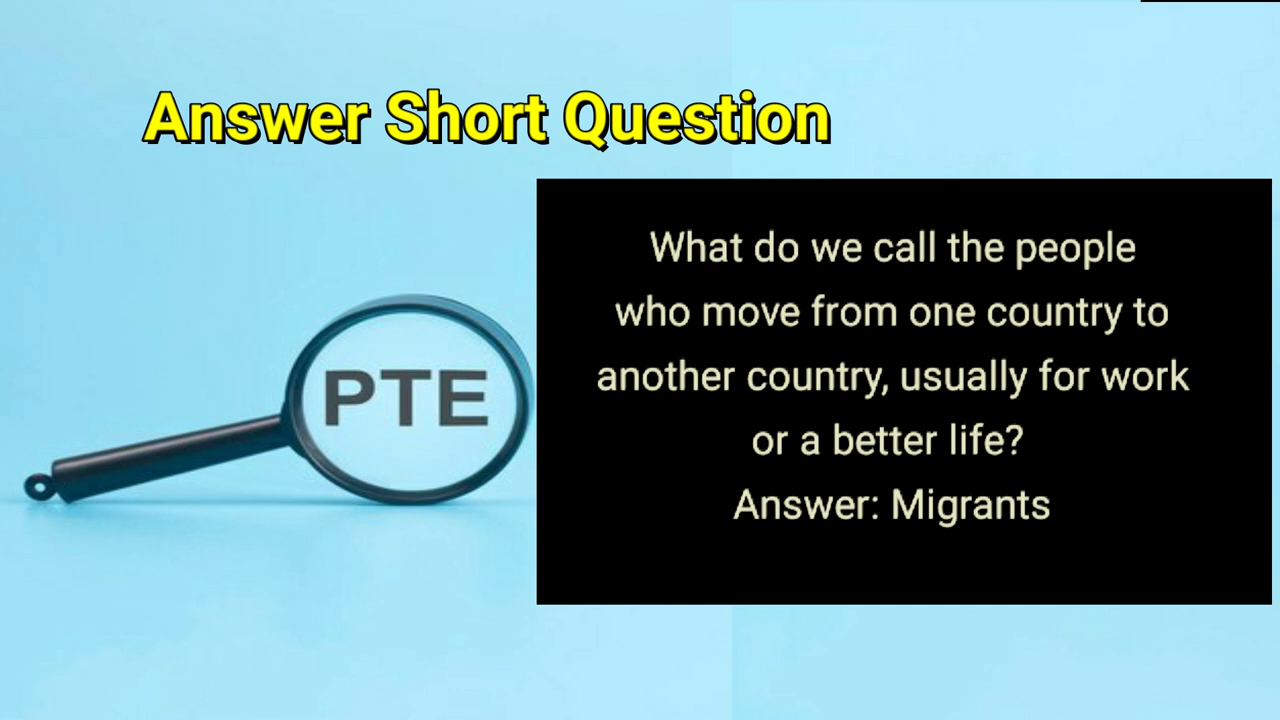 Answer Short Question
PTE
What do we call the people
who move from one country to
another country, usually for work
or a better life?
Answer: Migrants